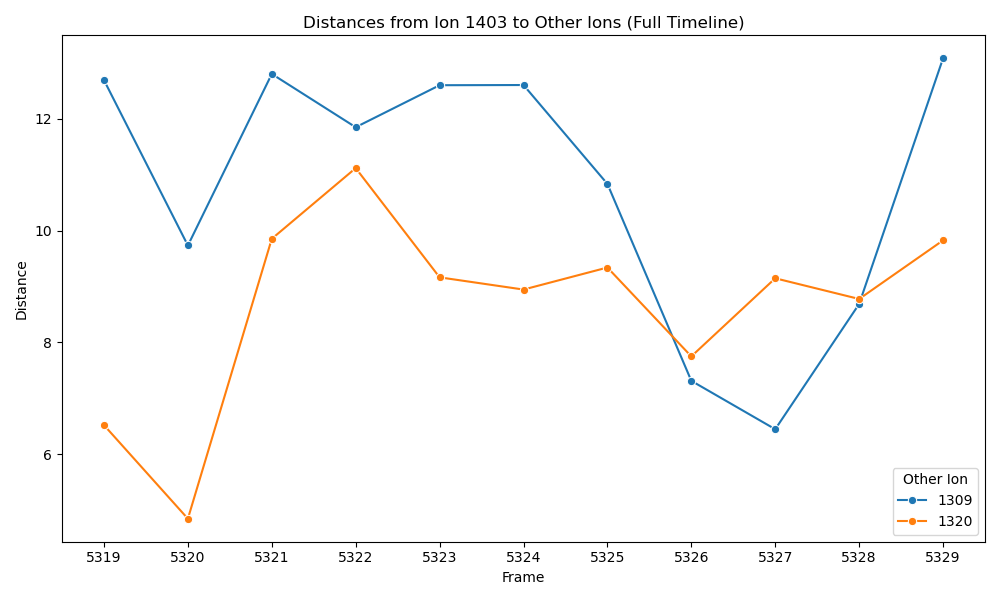 Distances from Ion 1403 to Other Ions (Full Timeline)
Distance
12
10
8
6
Other Ion
1309
1320
5319 5320 5321 5322 5323 5324 5325 5326 5327 5328 5329
Frame